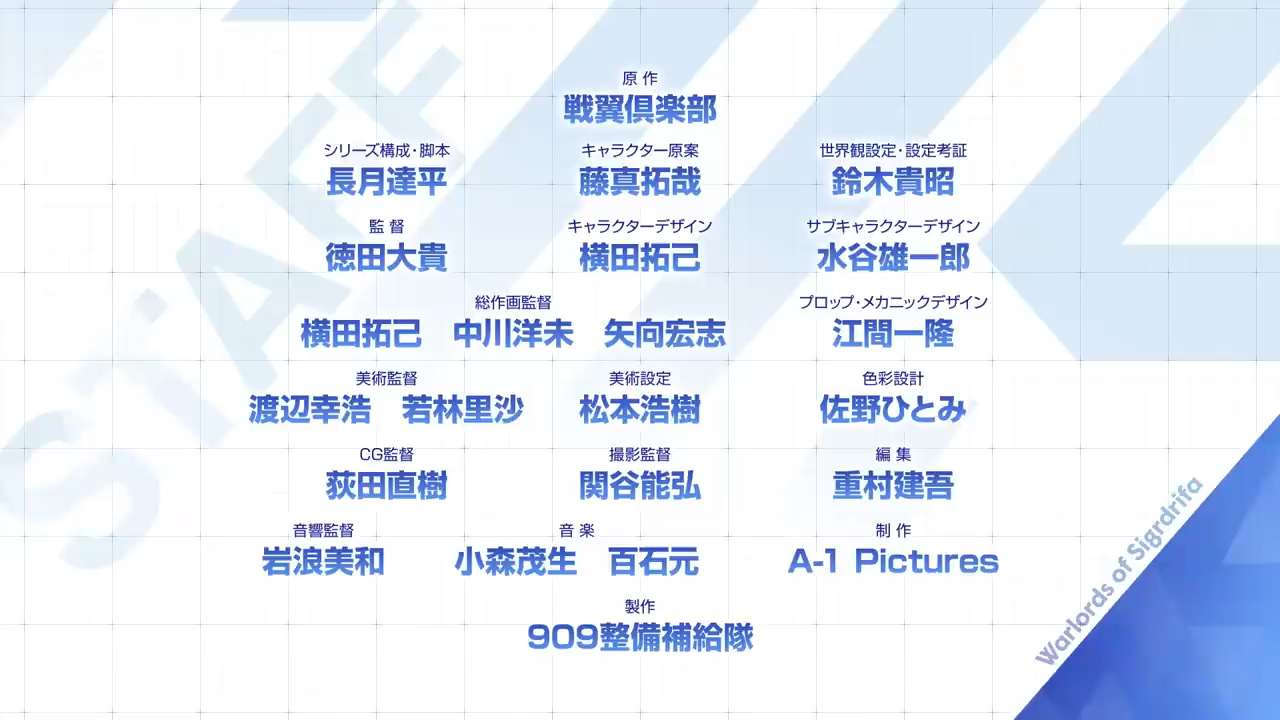 STAFF
原作
戦翼倶楽部
シリーズ構成・脚本
長月達平
キャラクター原案
藤真拓哉
世界観設定・設定考証
鈴木貴昭
監督
徳田大貴
キャラクターデザイン
横田拓己
サブキャラクターデザイン
水谷雄一郎
総作画監督
横田拓己 中川洋未 矢向宏志
プロップ・メカニックデザイン
江間一隆
美術監督
渡辺幸浩 若林里沙
美術設定
松本浩樹
色彩設計
佐野ひとみ
CG監督
荻田直樹
撮影監督
関谷能弘
編集
重村建吾
音響監督
岩浪美和
音楽
小森茂生 百石元
制作
A-1 Pictures
製作
909整備補給隊
Warlords of Sigrdrifa